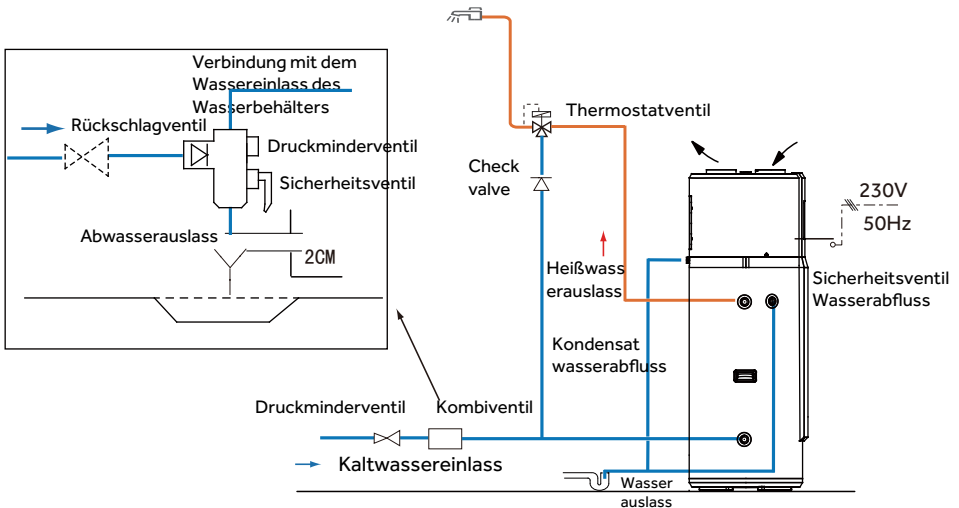 Verbindung mit dem
Wassereinlass des
Wasserbehälters
Rückschlagventil
Druckminderventil
Sicherheitsventil
Abwasserauslass
2CM
Thermostatventil
Check
valve
230V
50Hz
Heißwass
erauslass
Sicherheitsventil
Wasserabfluss
Kondensat
wasserabfluss
Druckminderventil
Kombiventil
Kaltwassereinlass
Wasser
auslass